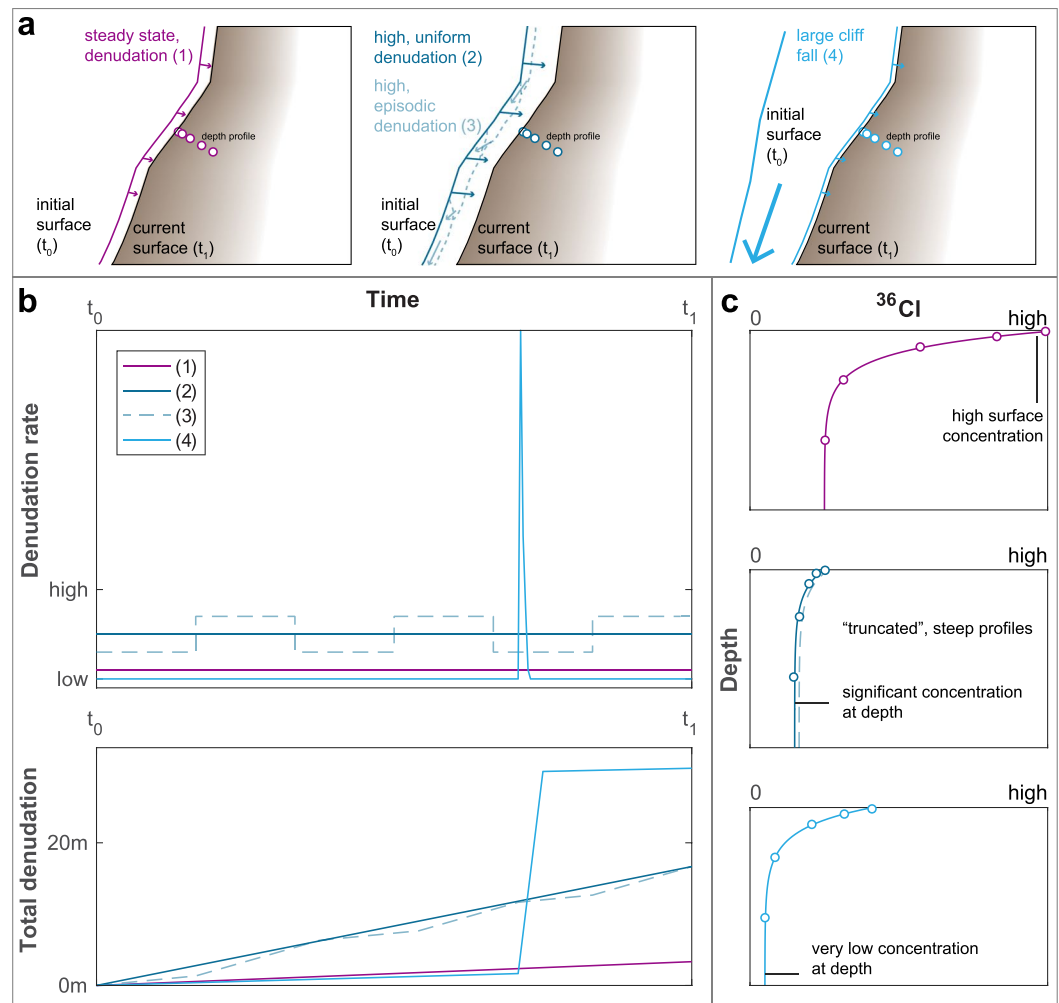 a
steady state,
denudation (1)
depth profile
initial
surface
(t0)
current
surface (t1)
high, uniform
denudation (2)
high,
episodic
denudation (3)
depth profile
initial
surface
(t0)
current
surface (t1)
large cliff
fall (4)
initial
surface
(t0)
depth profile
current
surface (t1)
b
Time
t0
t1
(1)
(2)
(3)
(4)
Denudation rate
high
low
t0
t1
Total denudation
20m
0m
c
36Cl
0
high
high surface
concentration
0
high
"truncated", steep profiles
significant concentration
at depth
Depth
0
high
very low concentration
at depth